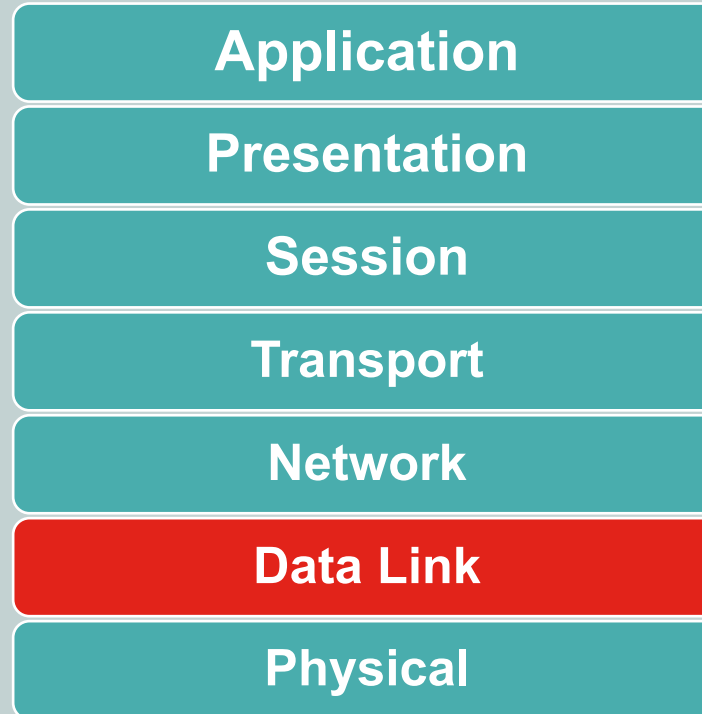 Application
Presentation
Session
Transport
Network
Data Link
Physical